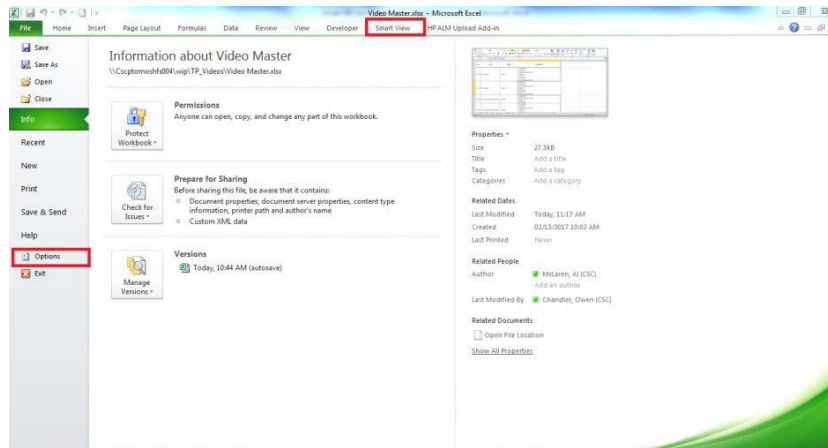 Video Master.xlsx - Microsoft Excel
File Home Insert Page Layout Formulas Data Review View Developer Smart View HP ALM Upload Add-in
Save
Save As
Open
Close
Info
Recent
New
Print
Save & Send
Help
Options
Exit
Information about Video Master
\\Cscptomoshfs004\wip\TP_Videos\Video Master.xlsx
Protect
Workbook
Permissions
Anyone can open, copy, and change any part of this workbook.
Check for
Issues
Prepare for Sharing
Before sharing this file, be aware that it contains:
Document properties, document server properties, content type
information, printer path and author's name
Custom XML data
Manage
Versions
Versions
Today, 10:44 AM (autosave)
Properties
Size 27.3KB
Title Add a title
Tags Add a tag
Categories Add a category
Related Dates
Last Modified Today, 11:17 AM
Created 02/13/2017 10:02 AM
Last Printed Never
Related People
Author McLaren, Al (CSC)
Add an author
Last Modified By Chandler, Owen (CSC)
Related Documents
Open File Location
Show All Properties